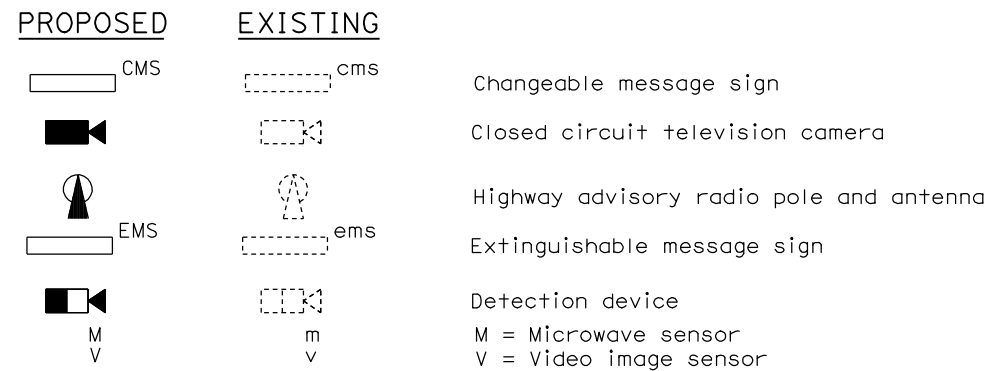 PROPOSED EXISTING
CMS cms Changeable message sign
Closed circuit television camera
Highway advisory radio pole and antenna
EMS ems Extinguishable message sign
Detection device
M m M = Microwave sensor
V v V = Video image sensor